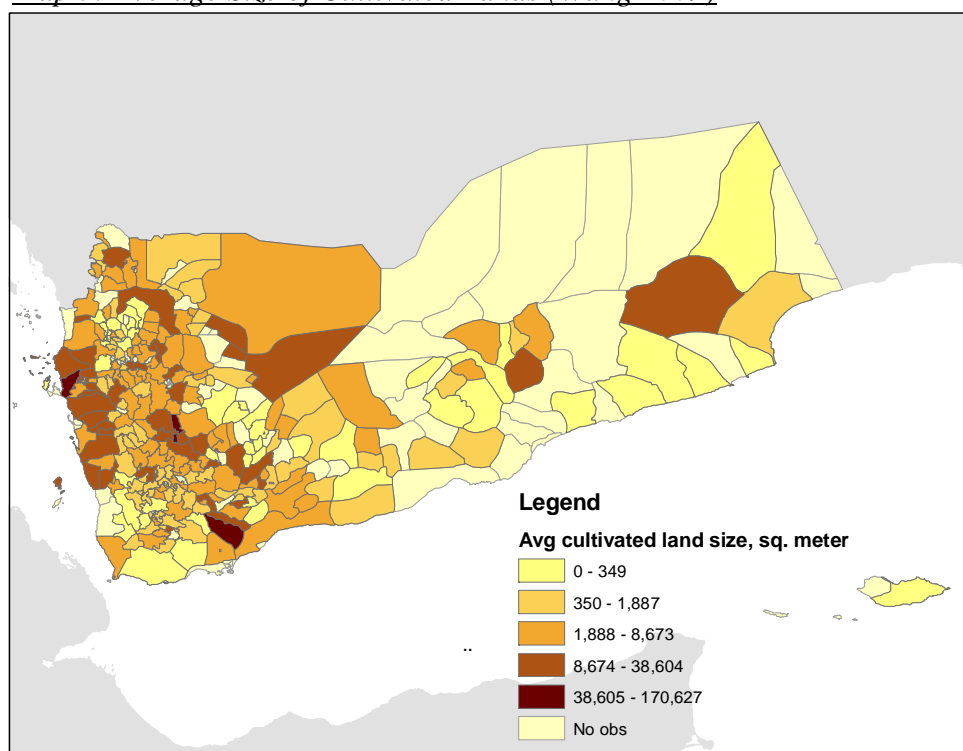 Legend
Avg cultivated land size, sq. meter
0 - 349
350 - 1,887
1,888 - 8,673
8,674 - 38,604
38,605 - 170,627
No obs